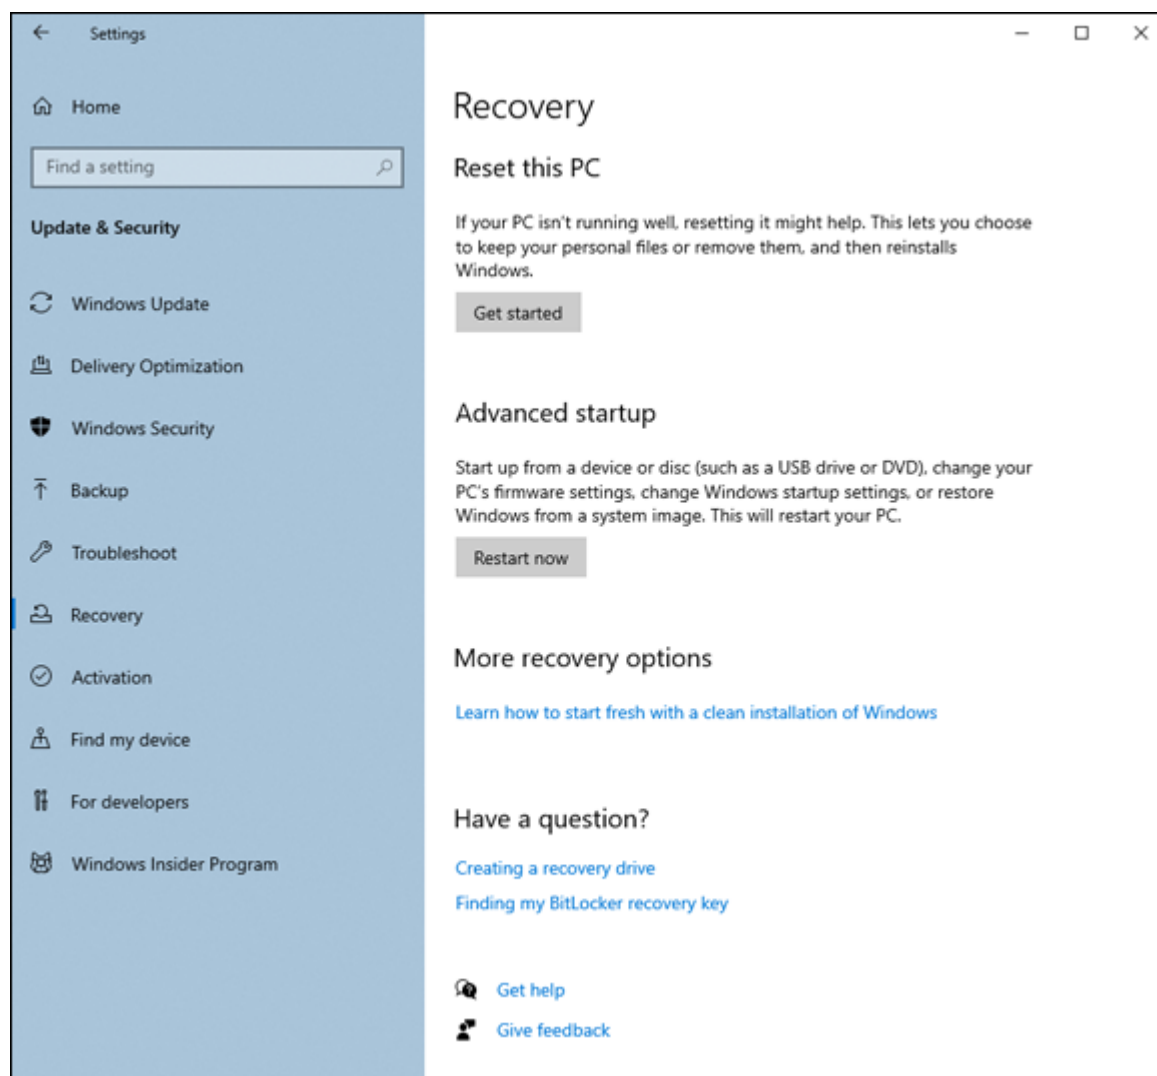 Settings
Home
Find a setting
Update & Security
Windows Update
Delivery Optimization
Windows Security
Backup
Troubleshoot
Recovery
Activation
Find my device
For developers
Windows Insider Program
Recovery
Reset this PC
If your PC isn't running well, resetting it might help. This lets you choose
to keep your personal files or remove them, and then reinstalls
Windows.
Get started
Advanced startup
Start up from a device or disc (such as a USB drive or DVD), change your
PC's firmware settings, change Windows startup settings, or restore
Windows from a system image. This will restart your PC.
Restart now
More recovery options
Learn how to start fresh with a clean installation of Windows
Have a question?
Creating a recovery drive
Finding my BitLocker recovery key
Get help
Give feedback